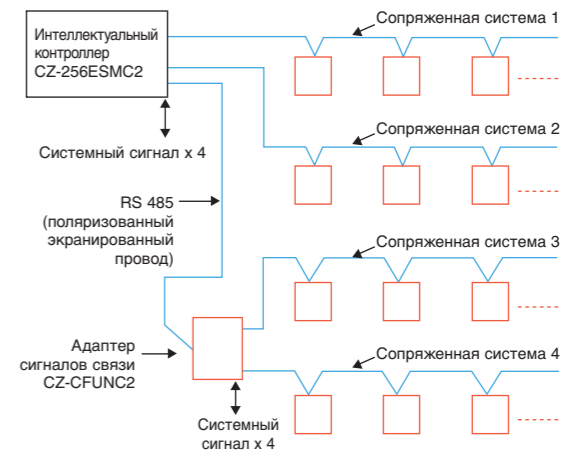 Интеллектуальный
контроллер
CZ-256ESMC2
Сопряженная система 1
Системный сигнал x 4
Сопряженная система 2
RS 485
(поляризованный
экранированный
провод)
Сопряженная система 3
Адаптер
сигналов связи
CZ-CFUNC2
Сопряженная система 4
Системный
сигнал x 4